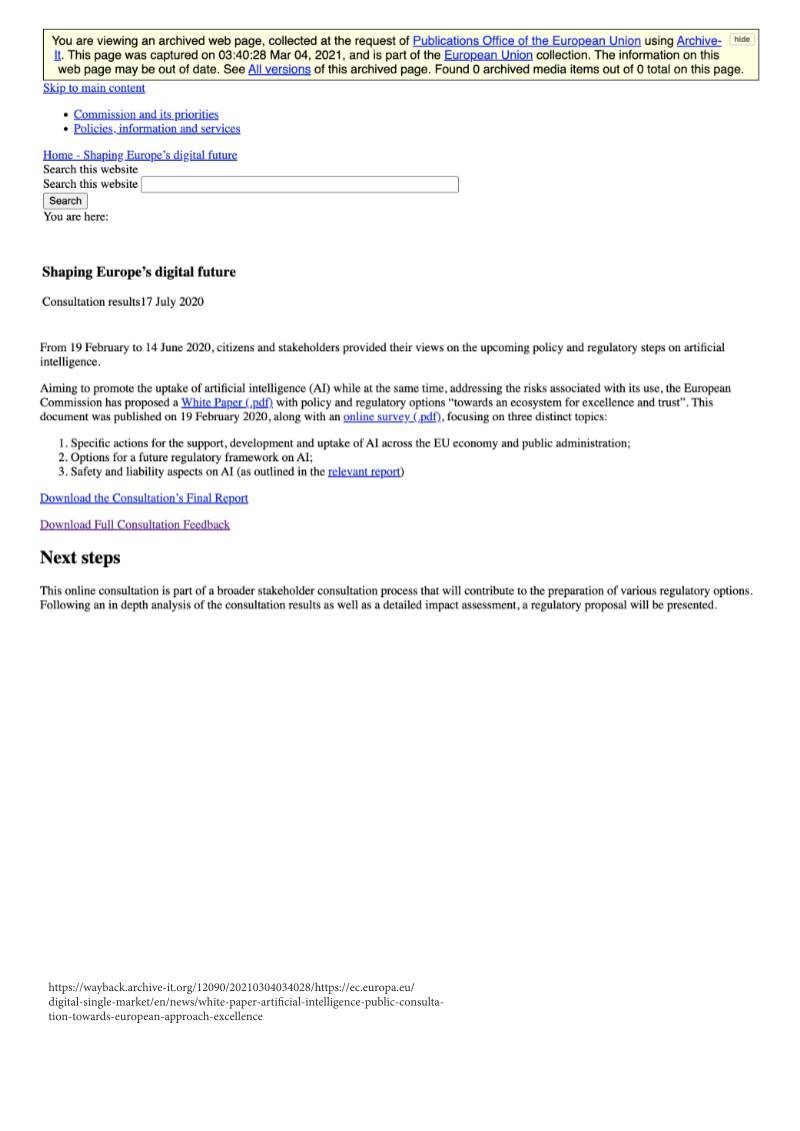 You are viewing an archived web page, collected at the request of Publications Office of the European Union using Archive-
hide
It. This page was captured on 03:40:28 Mar 04, 2021, and is part of the European Union collection. The information on this
web page may be out of date. See All versions of this archived page. Found 0 archived media items out of 0 total on this page.
Skip to main content
• Commission and its priorities
• Policies, information and services
Home - Shaping Europe's digital future
Search this website
Search this website
Search
You are here:
Shaping Europe's digital future
Consultation results17 July 2020
From 19 February to 14 June 2020, citizens and stakeholders provided their views on the upcoming policy and regulatory steps on artificial
intelligence.
Aiming to promote the uptake of artificial intelligence (AI) while at the same time, addressing the risks associated with its use, the European
Commission has proposed a White Paper (.pdf) with policy and regulatory options “towards an ecosystem for excellence and trust”. This
document was published on 19 February 2020, along with an online survey (.pdf), focusing on three distinct topics:
1. Specific actions for the support, development and uptake of AI across the EU economy and public administration;
2. Options for a future regulatory framework on AI;
3. Safety and liability aspects on AI (as outlined in the relevant report)
Download the Consultation's Final Report
Download Full Consultation Feedback
Next steps
This online consultation is part of a broader stakeholder consultation process that will contribute to the preparation of various regulatory options.
Following an in depth analysis of the consultation results as well as a detailed impact assessment, a regulatory proposal will be presented.
https://wayback.archive-it.org/12090/20210304034028/https://ec.europa.eu/
digital-single-market/en/news/white-paper-artificial-intelligence-public-consulta-
tion-towards-european-approach-excellence